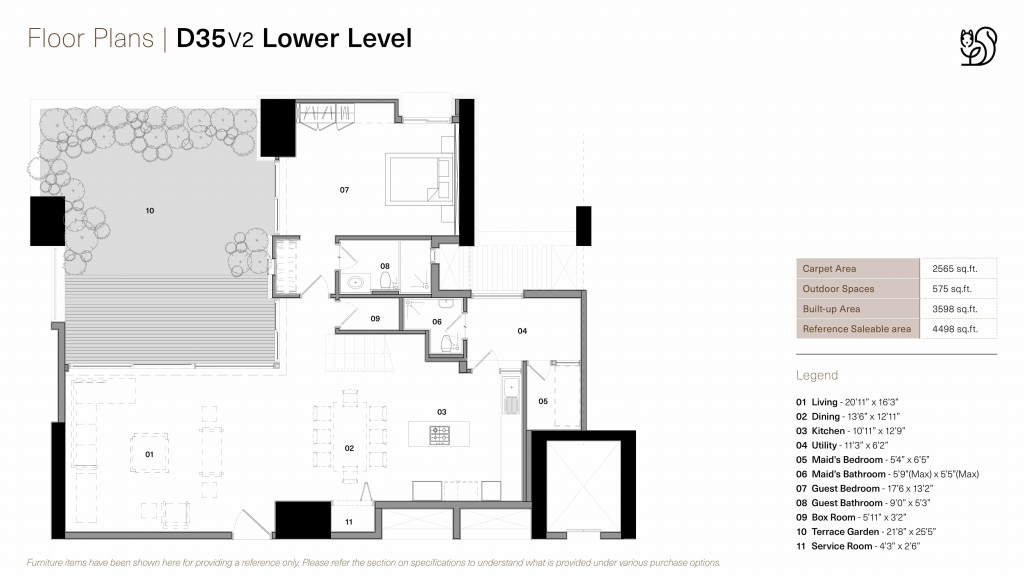 Floor Plans | D35V2 Lower Level
10
07
08
09
06
04
05
03
02
01
11
Carpet Area 2565 sq.ft.
Outdoor Spaces 575 sq.ft.
Built-up Area 3598 sq.ft.
Reference Saleable area 4498 sq.ft.
Legend
01 Living - 20'11" x 16'3"
02 Dining - 13'6" x 12'11"
03 Kitchen - 10'11" x 12'9"
04 Utility - 11'3" x 6'2"
05 Maid's Bedroom - 5'4" x 6'5"
06 Maid's Bathroom - 5'9"(Max) x 5'5"(Max)
07 Guest Bedroom - 17'6 x 13'2"
08 Guest Bathroom - 9'0" x 5'3"
09 Box Room - 5'11" x 3'2"
10 Terrace Garden - 21'8" x 25'5"
11 Service Room - 4'3" x 2'6"
Furniture items have been shown here for providing a reference only. Please refer the section on specifications to understand what is provided under various purchase options.